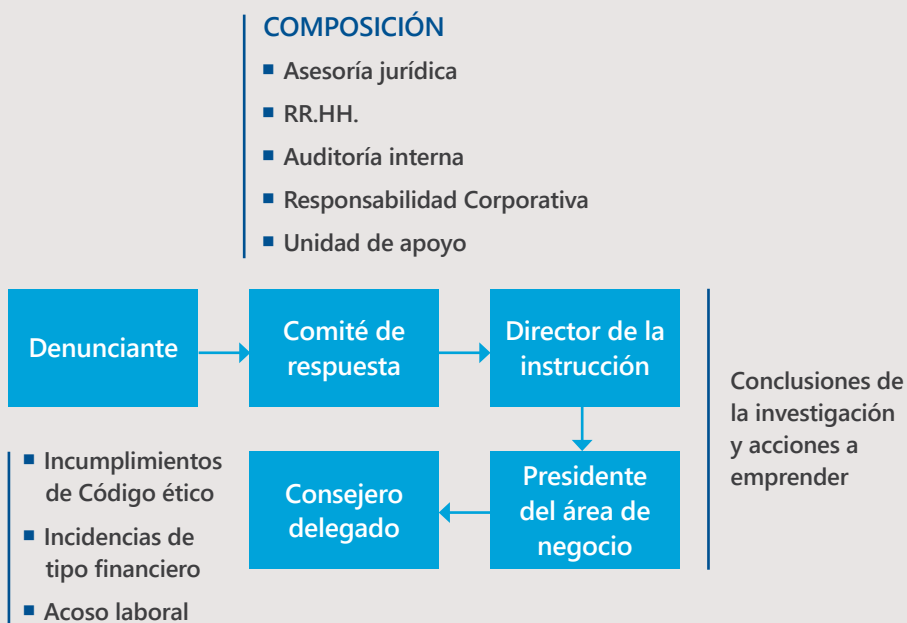 COMPOSICIÓN
■ Asesoría jurídica
■ RR.HH.
■ Auditoría interna
■ Responsabilidad Corporativa
■ Unidad de apoyo
Denunciante
Comité de
respuesta
Director de la
instrucción
Conclusiones de
la investigación
y acciones a
emprender
■ Incumplimientos
de Código ético
■ Incidencias de
tipo financiero
■ Acoso laboral
Consejero
delegado
Presidente
del área de
negocio